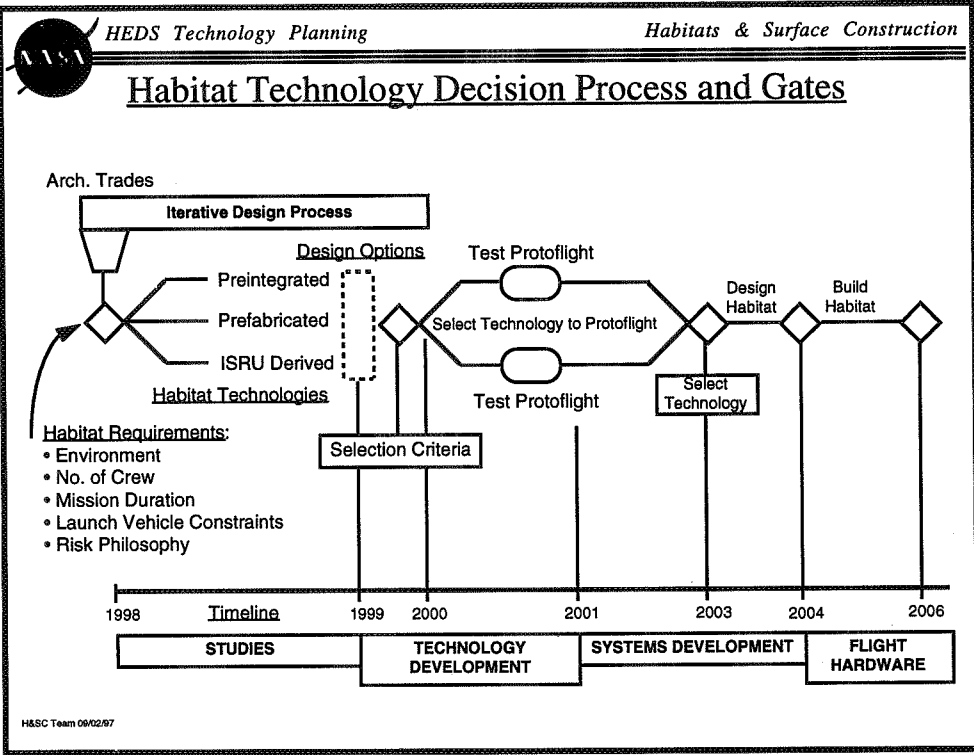 NASA
HEDS Technology Planning
Habitats & Surface Construction
Habitat Technology Decision Process and Gates
Arch. Trades
Iterative Design Process
Design Options
Test Protoflight
Preintegrated
Design
Habitat
Build
Habitat
Prefabricated
Select Technology to Protoflight
ISRU Derived
Habitat Technologies
Test Protoflight
Select
Technology
Habitat Requirements:
• Environment
• No. of Crew
• Mission Duration
• Launch Vehicle Constraints
• Risk Philosophy
Selection Criteria
1998 Timeline 1999 2000 2001 2003 2004 2006
STUDIES
TECHNOLOGY
DEVELOPMENT
SYSTEMS DEVELOPMENT
FLIGHT
HARDWARE
H&SC Team 09/02/97